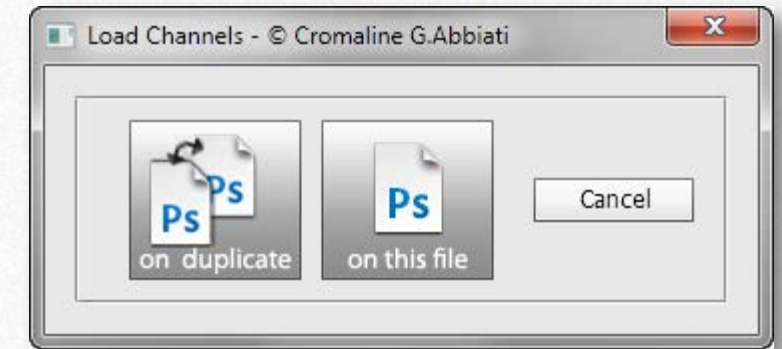 Load Channels - © Cromaline G.Abbiati
x
Ps
Ps
on duplicate
Ps
on this file
Cancel